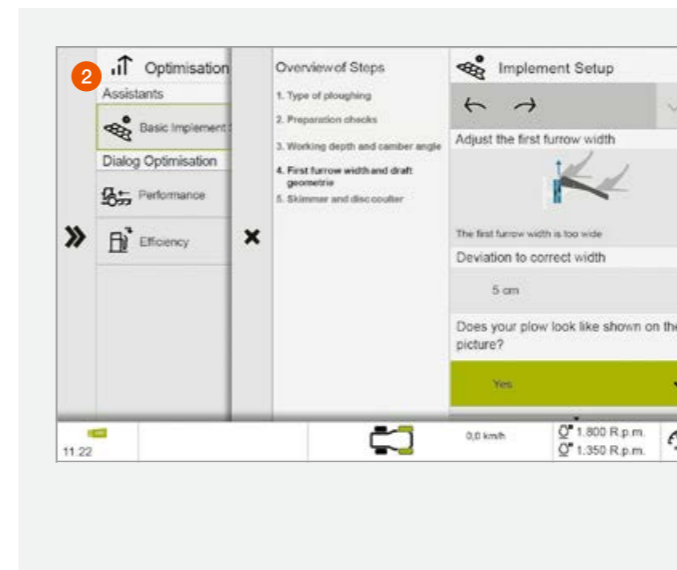 2
Optimisation
Assistants
Basic Implement
Dialog Optimisation
Performance
Efficiency
Overview of Steps
1. Type of ploughing
2. Preparation checks
3. Working depth and camber angle
4. First furrow width and draft
geometrie
5. Skimmer and disc coulter
Implement Setup
Adjust the first furrow width
The first furrow width is too wide
Deviation to correct width
5 cm
Does your plow look like shown on the
picture?
Yes
11.22
0,0 km/h
1.800 R.p.m.
1.350 R.p.m.